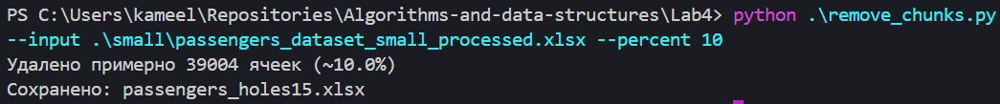 PS C:\Users\kameel\Repositories\Algorithms-and-data-structures\Lab4> python .\remove_chunks.py
--input .\small\passengers_dataset_small_processed.xlsx --percent 10
Удалено примерно 39004 ячеек (~10.0%)
Сохранено: passengers_holes15.xlsx